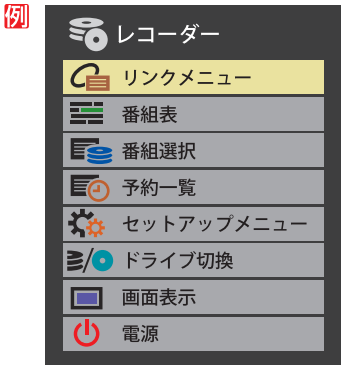 例
レコーダー
リンクメニュー
番組表
番組選択
予約一覧
セットアップメニュー
ドライブ切換
画面表示
電源